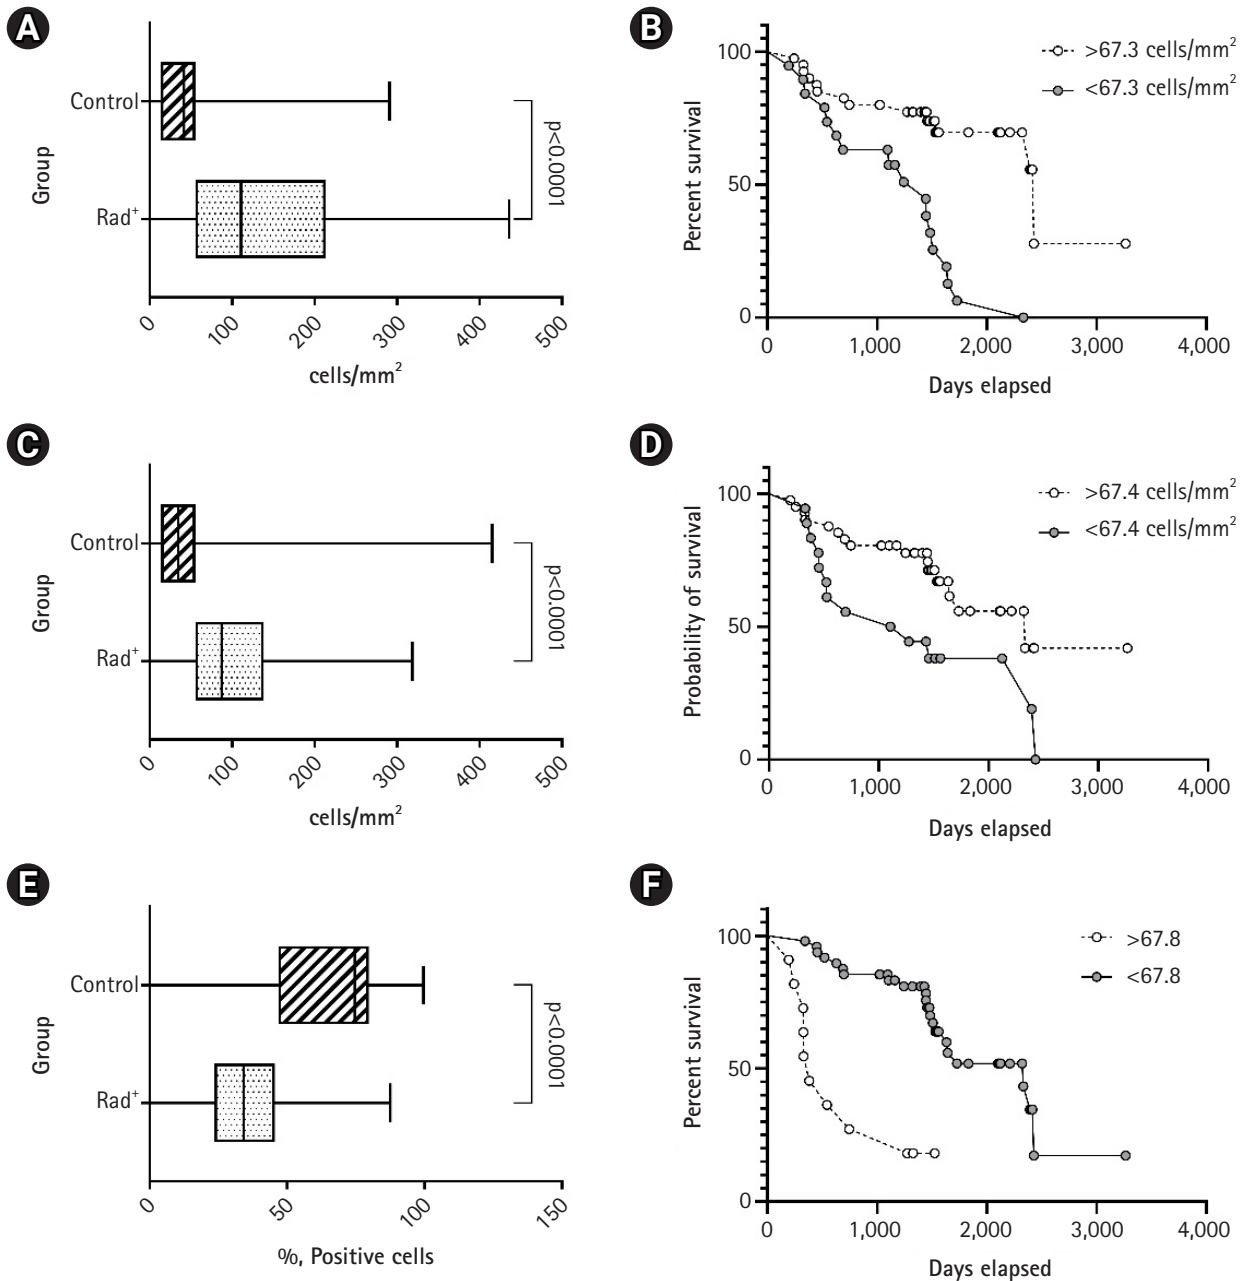 A
Group
Control
Rad+
p<0.0001
0 100 200 300 400 500
cells/mm2
B
Percent survival
100
50
0
>67.3 cells/mm2
<67.3 cells/mm2
0 1,000 2,000 3,000 4,000
Days elapsed
C
Group
Control
Rad+
p<0.0001
0 100 200 300 400 500
cells/mm2
D
Probability of survival
100
50
0
>67.4 cells/mm2
<67.4 cells/mm2
0 1,000 2,000 3,000 4,000
Days elapsed
E
Group
Control
Rad+
p<0.0001
0 50 100 150
%, Positive cells
F
Percent survival
100
50
0
>67.8
<67.8
0 1,000 2,000 3,000 4,000
Days elapsed